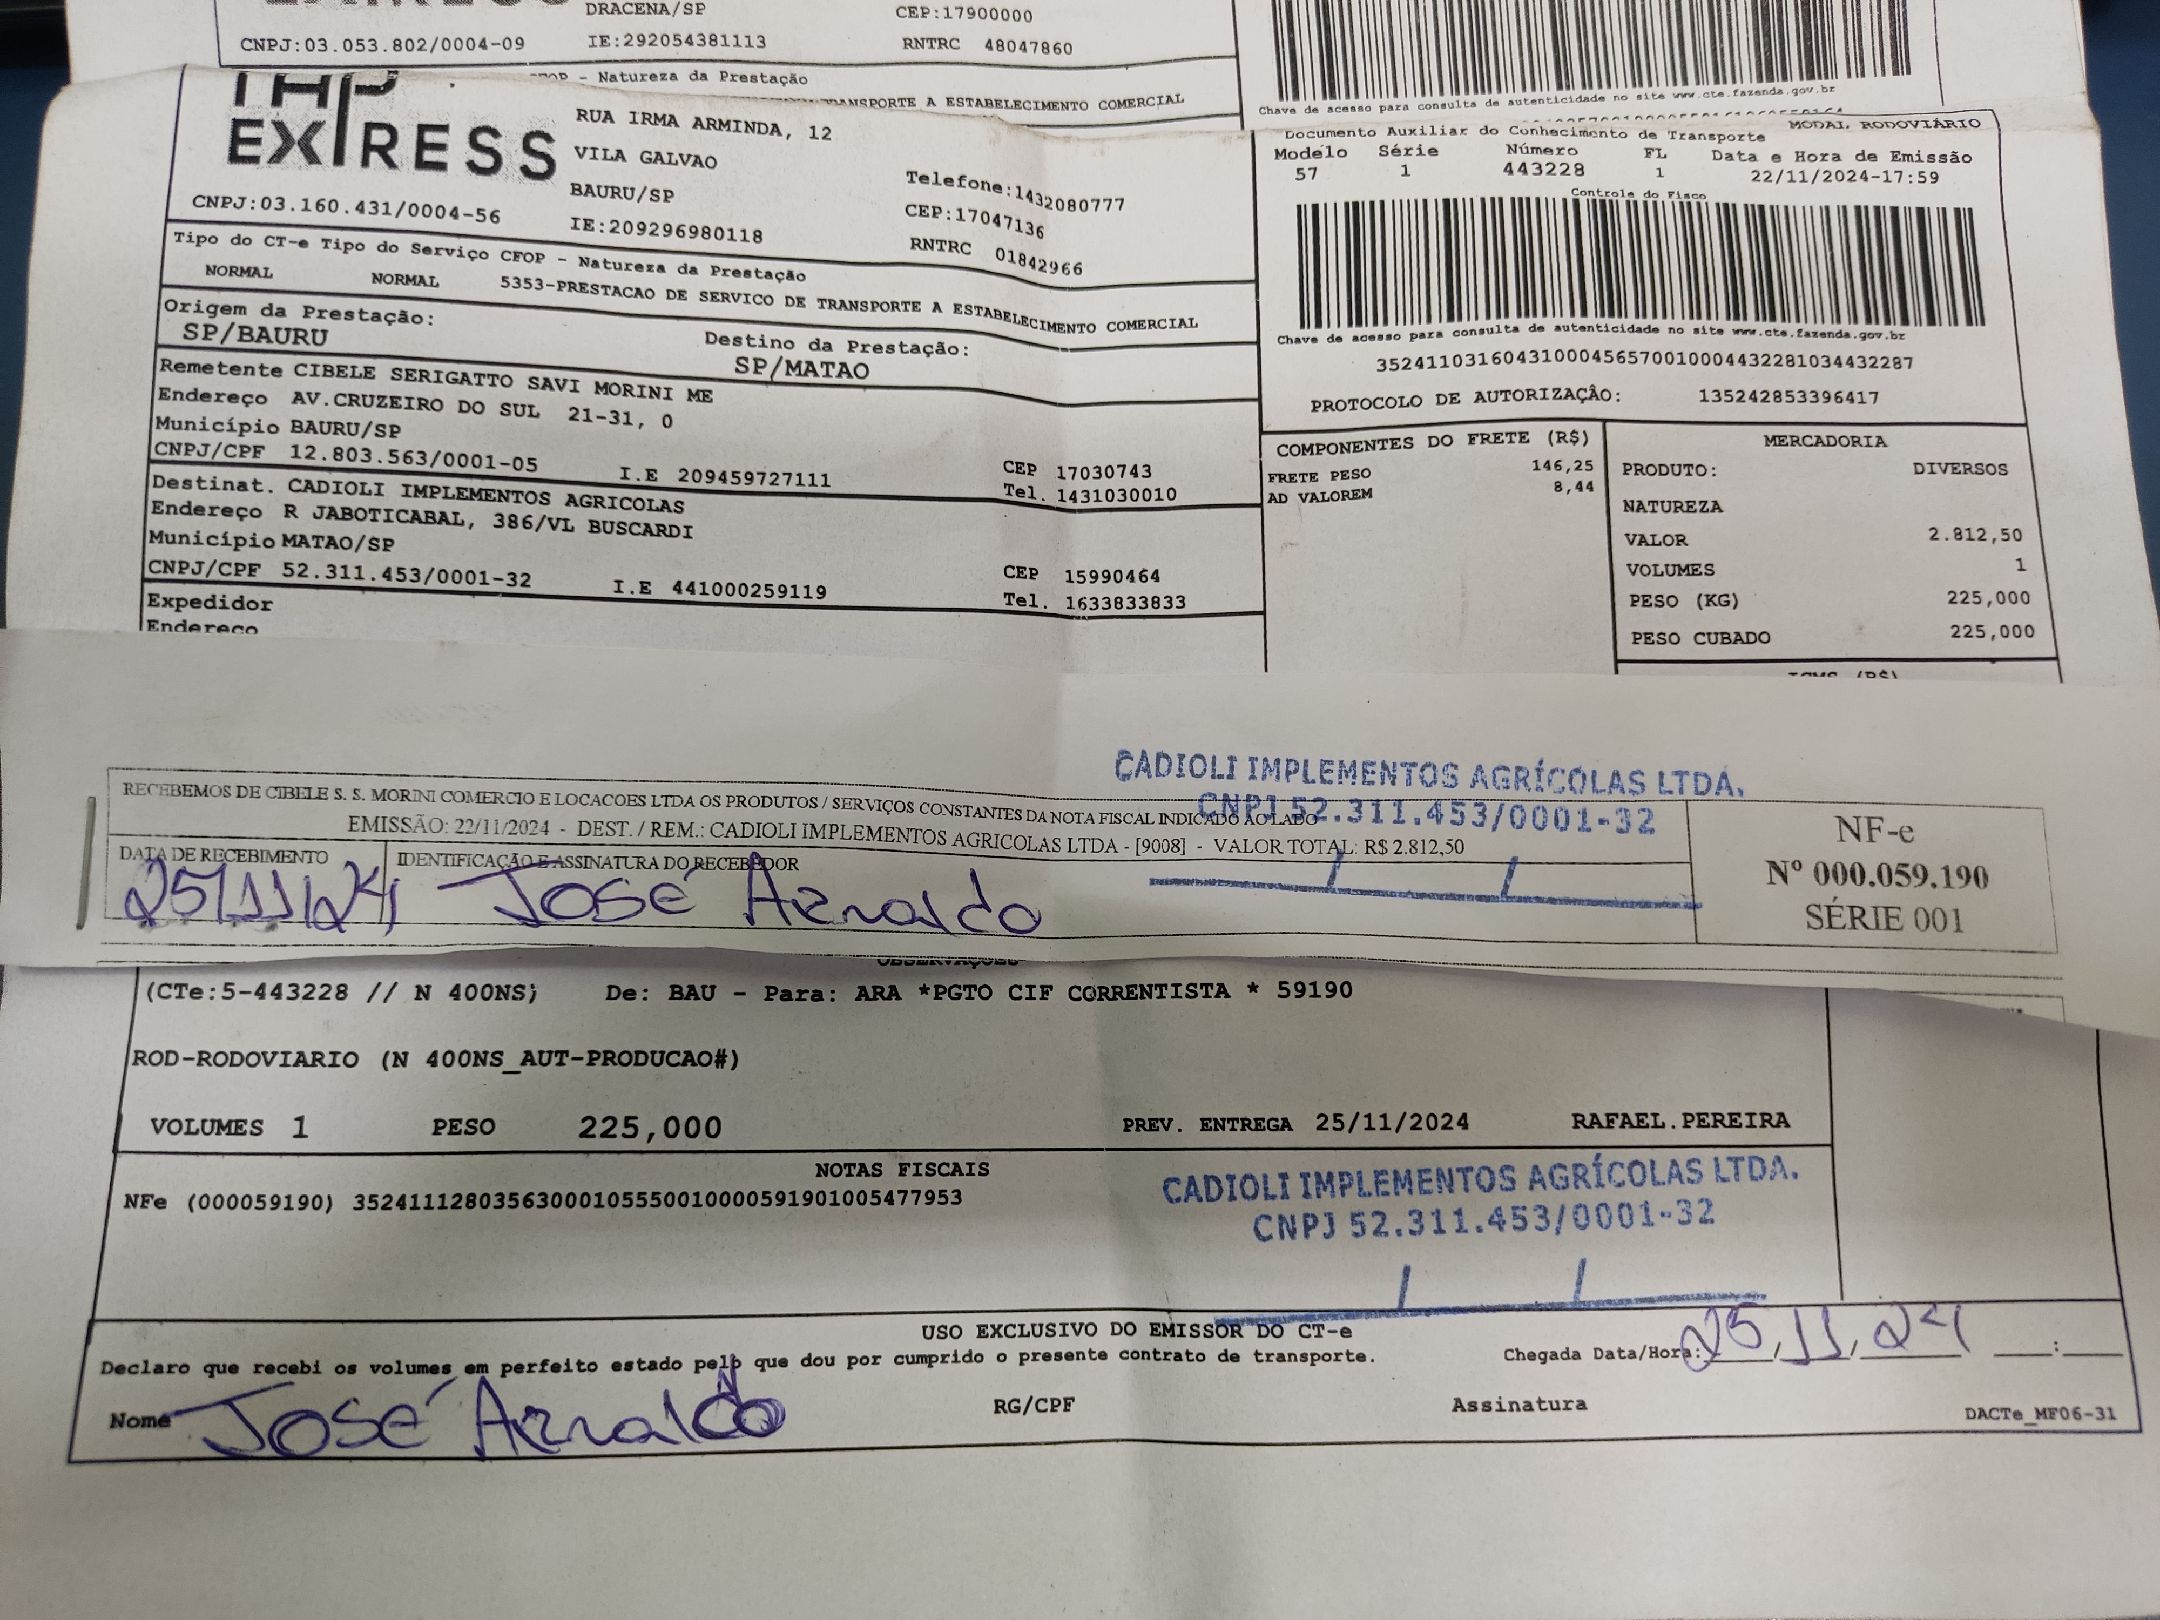 DRACENA/SP
CEP:17900000
CNPJ:03.053.802/0004-09
IE:292054381113
RNTRC 48047860
- Natureza da Prestação
TRANSPORTE A ESTABELECIMENTO COMERCIAL
Chave de acesso para consulta de autenticidade no site www.cte.fazenda.gov.br
EXPRESS
RUA IRMA ARMINDA, 12
VILA GALVAO
BAURU/SP
Telefone:1432080777
CEP:17047136
CNPJ:03.160.431/0004-56
IE:209296980118
RNTRC 01842966
Documento Auxiliar do Conhecimento de Transporte
MODAL RODOVIÁRIO
Modelo Série Número FL Data e Hora de Emissão
57 1 443228 1 22/11/2024-17:59
Controle do Fisco
Chave de acesso para consulta de autenticidade no site www.cte.fazenda.gov.br
35241103160431000456570010004432281034432287
PROTOCOLO DE AUTORIZAÇÂO: 135242853396417
Tipo do CT-e Tipo do Serviço CFOP - Natureza da Prestação
NORMAL NORMAL 5353-PRESTACAO DE SERVICO DE TRANSPORTE A ESTABELECIMENTO COMERCIAL
Origem da Prestação:
SP/BAURU
Destino da Prestação:
SP/MATAO
Remetente CIBELE SERIGATTO SAVI MORINI ME
Endereço AV.CRUZEIRO DO SUL 21-31, 0
Município BAURU/SP
CEP 17030743
CNPJ/CPF 12.803.563/0001-05 I.E 209459727111 Tel. 1431030010
Destinat. CADIOLI IMPLEMENTOS AGRICOLAS
Endereço R JABOTICABAL, 386/VL BUSCARDI
Município MATAO/SP
CEP 15990464
CNPJ/CPF 52.311.453/0001-32 I.E 441000259119 Tel. 1633833833
Expedidor
Endereço
COMPONENTES DO FRETE (R$)
FRETE PESO 146,25
AD VALOREM 8,44
MERCADORIA
PRODUTO: DIVERSOS
NATUREZA
VALOR 2.812,50
VOLUMES 1
PESO (KG) 225,000
PESO CUBADO 225,000
ICMS (R$)
CADIOLI IMPLEMENTOS AGRÍCOLAS LTDA.
CNPJ 52.311.453/0001-32
RECEBEMOS DE CIBELE S. S. MORINI COMERCIO E LOCACOES LTDA OS PRODUTOS / SERVIÇOS CONSTANTES DA NOTA FISCAL INDICADO AO LADO
EMISSÃO: 22/11/2024 - DEST. / REM.: CADIOLI IMPLEMENTOS AGRICOLAS LTDA - [9008] - VALOR TOTAL: R$ 2.812,50
DATA DE RECEBIMENTO
IDENTIFICAÇÃO E ASSINATURA DO RECEBEDOR
25/11/24 José Arnaldo
NF-e
Nº 000.059.190
SÉRIE 001
OBSERVAÇÕES
(CTe:5-443228 // N 400NS; De: BAU - Para: ARA *PGTO CIF CORRENTISTA * 59190
ROD-RODOVIARIO (N 400NS_AUT-PRODUCAO#)
VOLUMES 1 PESO 225,000 PREV. ENTREGA 25/11/2024 RAFAEL.PEREIRA
NOTAS FISCAIS
NFe (000059190) 35241112803563000105550010000591901005477953
CADIOLI IMPLEMENTOS AGRÍCOLAS LTDA.
CNPJ 52.311.453/0001-32
USO EXCLUSIVO DO EMISSOR DO CT-e
Declaro que recebi os volumes em perfeito estado pelo que dou por cumprido o presente contrato de transporte.
Chegada Data/Hora: 25/11/24 :
Nome José Arnaldo
RG/CPF
Assinatura
DACTe_MF06-31